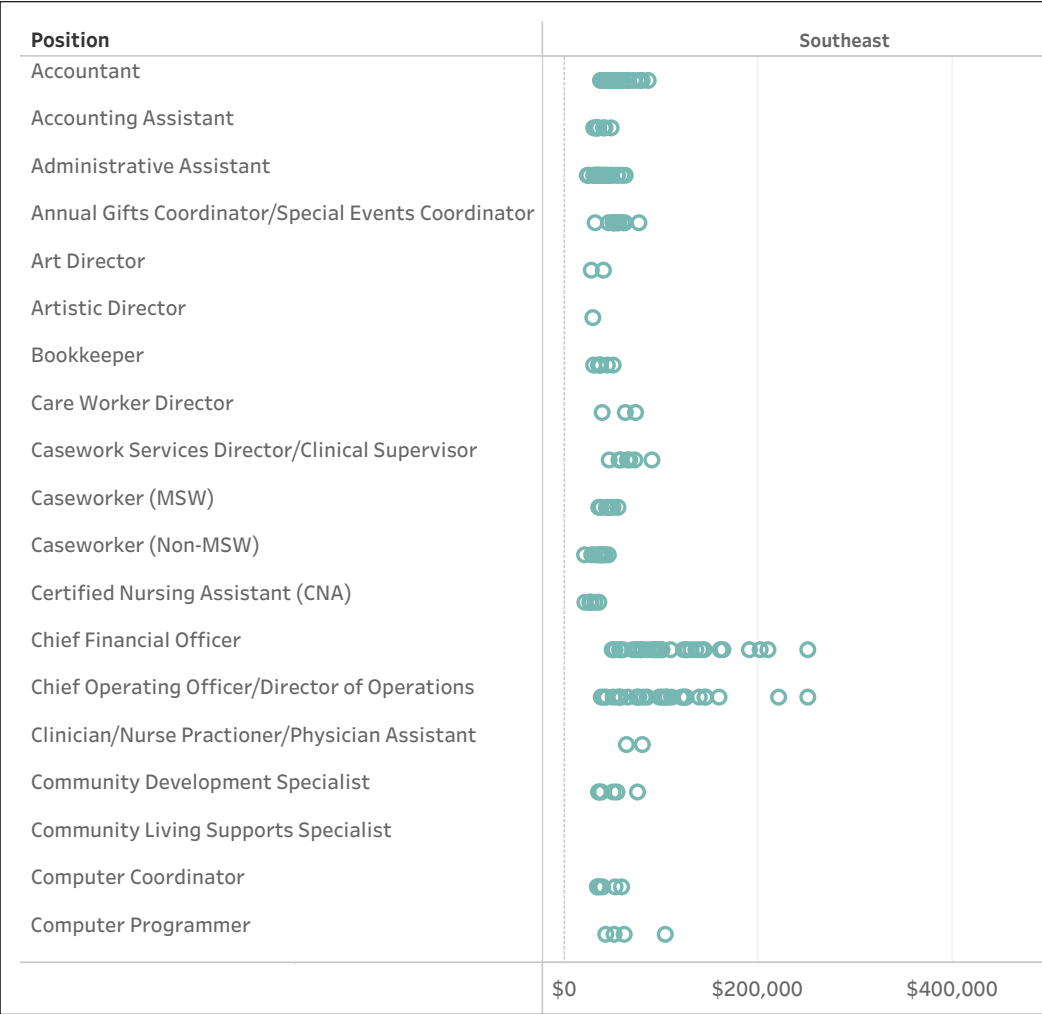 Position
Southeast
Accountant
Accounting Assistant
Administrative Assistant
Annual Gifts Coordinator/Special Events Coordinator
Art Director
Artistic Director
Bookkeeper
Care Worker Director
Casework Services Director/Clinical Supervisor
Caseworker (MSW)
Caseworker (Non-MSW)
Certified Nursing Assistant (CNA)
Chief Financial Officer
Chief Operating Officer/Director of Operations
Clinician/Nurse Practioner/Physician Assistant
Community Development Specialist
Community Living Supports Specialist
Computer Coordinator
Computer Programmer
$0 $200,000 $400,000